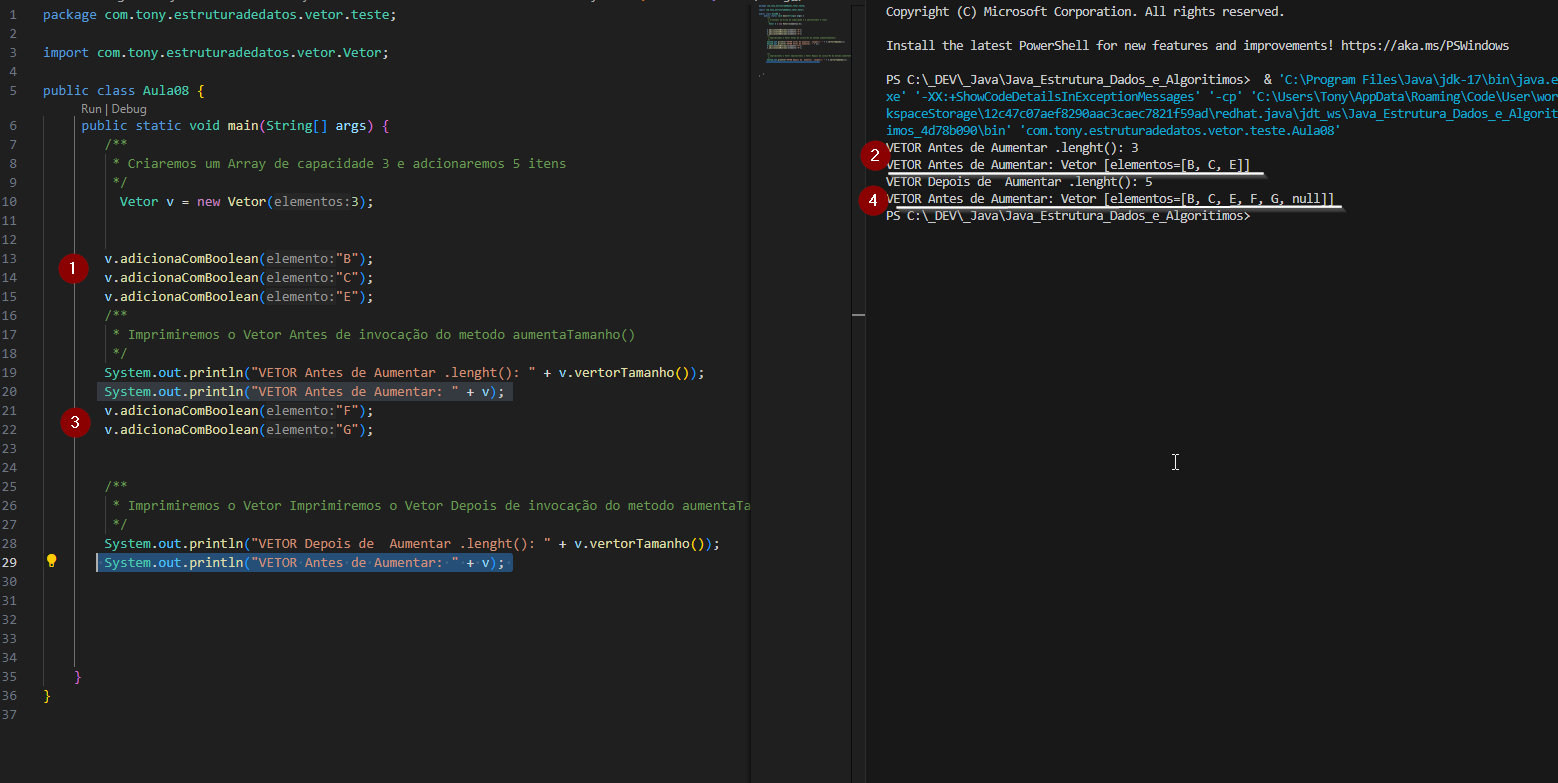 package com.tony.estruturadedatos.vetor.teste;
import com.tony.estruturadedatos.vetor.Vetor;
public class Aula08 {
Run | Debug
public static void main(String[] args) {
/**
* Criaremos um Array de capacidade 3 e adcionaremos 5 itens
*/
Vetor v = new Vetor(elementos:3);
1
v.adicionaComBoolean(elemento:"B");
v.adicionaComBoolean(elemento:"C");
v.adicionaComBoolean(elemento:"E");
/**
* Imprimiremos o Vetor Antes de invocação do metodo aumentaTamanho()
*/
System.out.println("VETOR Antes de Aumentar .lenght(): " + v.vertorTamanho());
System.out.println("VETOR Antes de Aumentar: " + v);
3
v.adicionaComBoolean(elemento:"F");
v.adicionaComBoolean(elemento:"G");
/**
* Imprimiremos o Vetor Imprimiremos o Vetor Depois de invocação do metodo aumentaTa
*/
System.out.println("VETOR Depois de  Aumentar .lenght(): " + v.vertorTamanho());
System.out.println("VETOR Antes de Aumentar: " + v);
}
}
1
2
3
4
5
6
7
8
9
10
11
12
13
14
15
16
17
18
19
20
21
22
23
24
25
26
27
28
29
30
31
32
33
34
35
36
37
Copyright (C) Microsoft Corporation. All rights reserved.
Install the latest PowerShell for new features and improvements! https://aka.ms/PSWindows
PS C:\_DEV\_Java\Java_Estrutura_Dados_e_Algoritimos>  & 'C:\Program Files\Java\jdk-17\bin\java.e
xe' '-XX:+ShowCodeDetailsInExceptionMessages' '-cp' 'C:\Users\Tony\AppData\Roaming\Code\User\wor
kspaceStorage\12c47c07aef8290aac3caec7821f59ad\redhat.java\jdt_ws\Java_Estrutura_Dados_e_Algorit
imos_4d78b090\bin' 'com.tony.estruturadedatos.vetor.teste.Aula08'
VETOR Antes de Aumentar .lenght(): 3
2
VETOR Antes de Aumentar: Vetor [elementos=[B, C, E]]
VETOR Depois de  Aumentar .lenght(): 5
4
VETOR Antes de Aumentar: Vetor [elementos=[B, C, E, F, G, null]]
PS C:\_DEV\_Java\Java_Estrutura_Dados_e_Algoritimos>